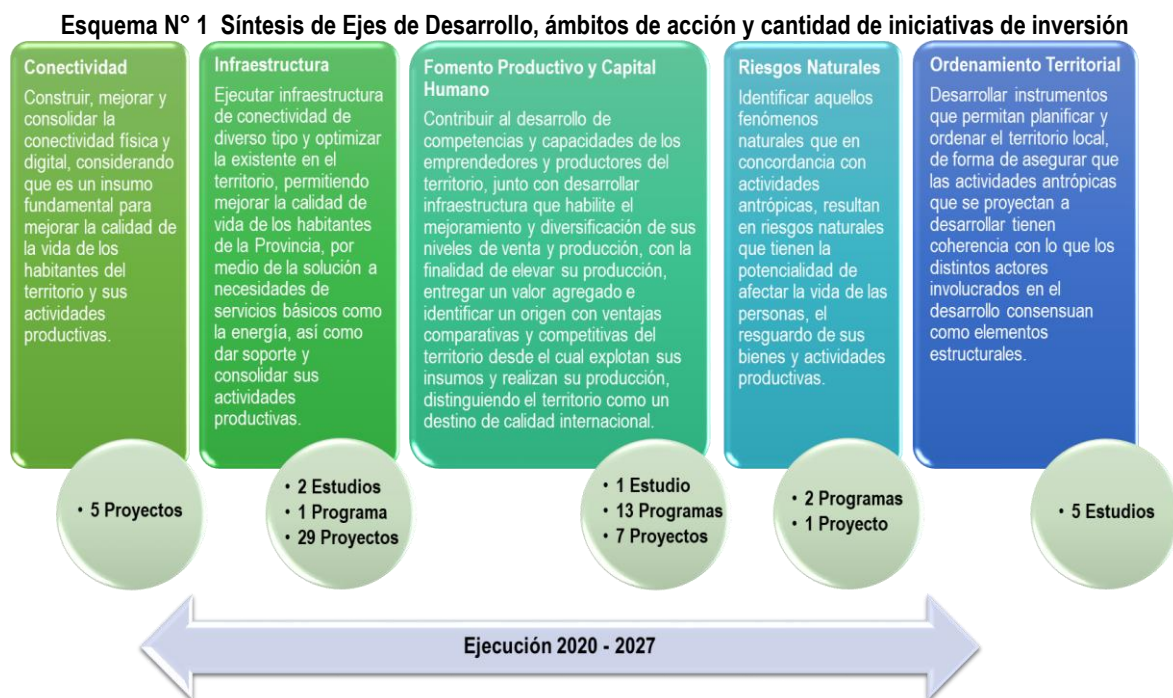 Esquema N° 1 Síntesis de Ejes de Desarrollo, ámbitos de acción y cantidad de iniciativas de inversión
Conectividad
Construir, mejorar y
consolidar la
conectividad física y
digital, considerando
que es un insumo
fundamental para
mejorar la calidad de
la vida de los
habitantes del
territorio y sus
actividades
productivas.
• 5 Proyectos
Infraestructura
Ejecutar infraestructura
de conectividad de
diverso tipo y optimizar
la existente en el
territorio, permitiendo
mejorar la calidad de
vida de los habitantes
de la Provincia, por
medio de la solución a
necesidades de
servicios básicos como
la energía, así como
dar soporte y
consolidar sus
actividades
productivas.
• 2 Estudios
• 1 Programa
• 29 Proyectos
Fomento Productivo y Capital
Humano
Contribuir al desarrollo de
competencias y capacidades de los
emprendedores y productores del
territorio, junto con desarrollar
infraestructura que habilite el
mejoramiento y diversificación de sus
niveles de venta y producción, con la
finalidad de elevar su producción,
entregar un valor agregado e
identificar un origen con ventajas
comparativas y competitivas del
territorio desde el cual explotan sus
insumos y realizan su producción,
distinguiendo el territorio como un
destino de calidad internacional.
• 1 Estudio
• 13 Programas
• 7 Proyectos
Riesgos Naturales
Identificar aquellos
fenómenos
naturales que en
concordancia con
actividades
antrópicas, resultan
en riesgos naturales
que tienen la
potencialidad de
afectar la vida de las
personas, el
resguardo de sus
bienes y actividades
productivas.
• 2 Programas
• 1 Proyecto
Ordenamiento Territorial
Desarrollar instrumentos
que permitan planificar y
ordenar el territorio local,
de forma de asegurar que
las actividades antrópicas
que se proyectan a
desarrollar tienen
coherencia con lo que los
distintos actores
involucrados en el
desarrollo consensuan
como elementos
estructurales.
• 5 Estudios
Ejecución 2020 - 2027